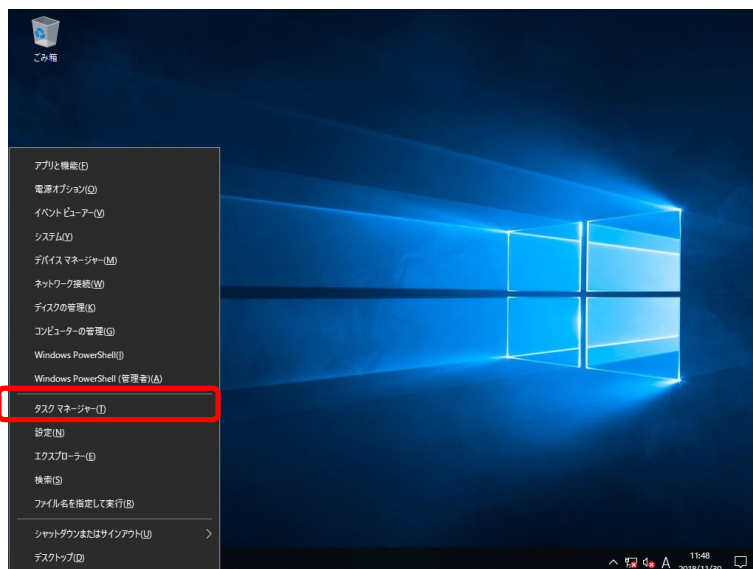 ごみ箱
アプリと機能(F)
電源オプション(O)
イベント ビューアー(V)
システム(Y)
デバイス マネージャー(M)
ネットワーク接続(W)
ディスクの管理(K)
コンピューターの管理(G)
Windows PowerShell(I)
Windows PowerShell (管理者)(A)
タスク マネージャー(T)
設定(N)
エクスプローラー(E)
検索(S)
ファイル名を指定して実行(R)
シャットダウンまたはサインアウト(U)
デスクトップ(D)
A
11:48
2018/11/30